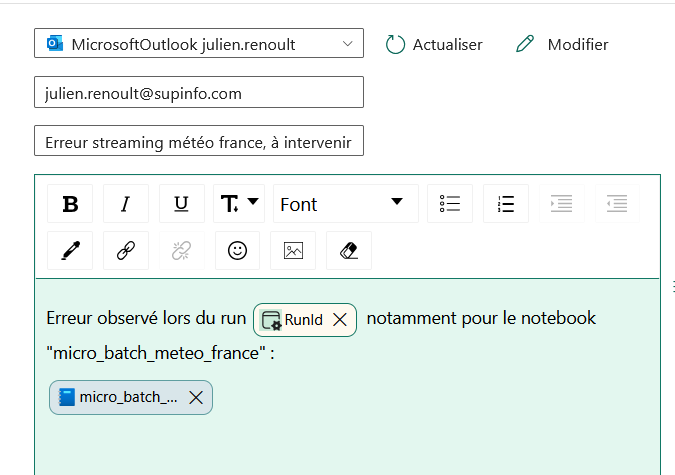 MicrosoftOutlook julien.renoult
Actualiser
Modifier
julien.renoult@supinfo.com
Erreur streaming météo france, à intervenir
B I U T Font
Erreur observé lors du run RunId notamment pour le notebook
"micro_batch_meteo_france" :
micro_batch_...